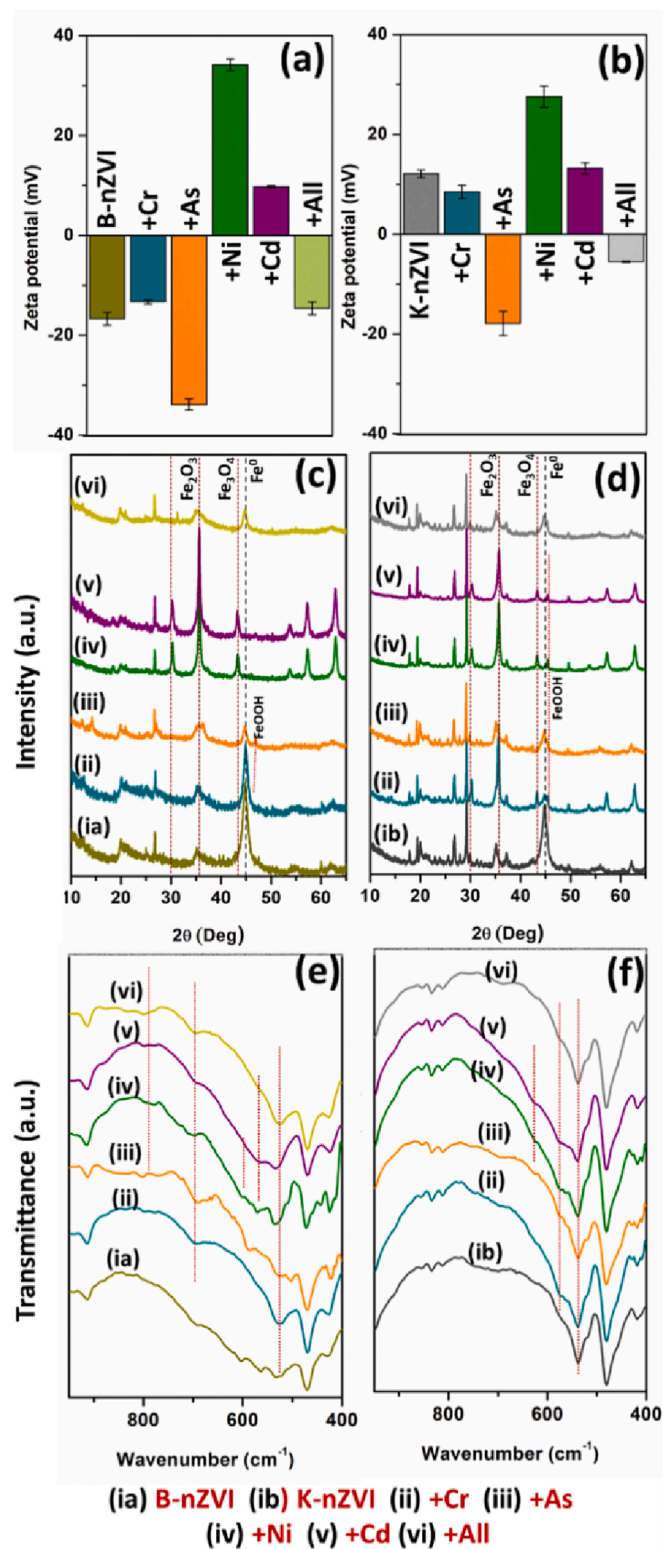 (a)
(b)
Zeta potential (mV)
40
20
0
-20
-40
B-nZVI
+Cr
+As
+Ni
+Cd
+All
Zeta potential (mV)
40
20
0
-20
-40
K-nZVI
+Cr
+As
+Ni
+Cd
+All
Intensity (a.u.)
(c)
Fe2O3
Fe3O4
Fe0
(vi)
(v)
(iv)
(iii)
FeOOH
(ii)
(ia)
10 20 30 40 50 60
2θ (Deg)
(d)
Fe2O3
Fe3O4
Fe0
(vi)
(v)
(iv)
(iii)
FeOOH
(ii)
(ib)
10 20 30 40 50 60
2θ (Deg)
Transmittance (a.u.)
(e)
(vi)
(v)
(iv)
(iii)
(ii)
(ia)
800 600 400
Wavenumber (cm-1)
(f)
(vi)
(v)
(iv)
(iii)
(ii)
(ib)
800 600 400
Wavenumber (cm-1)
(ia) B-nZVI (ib) K-nZVI (ii) +Cr (iii) +As
(iv) +Ni (v) +Cd (vi) +All